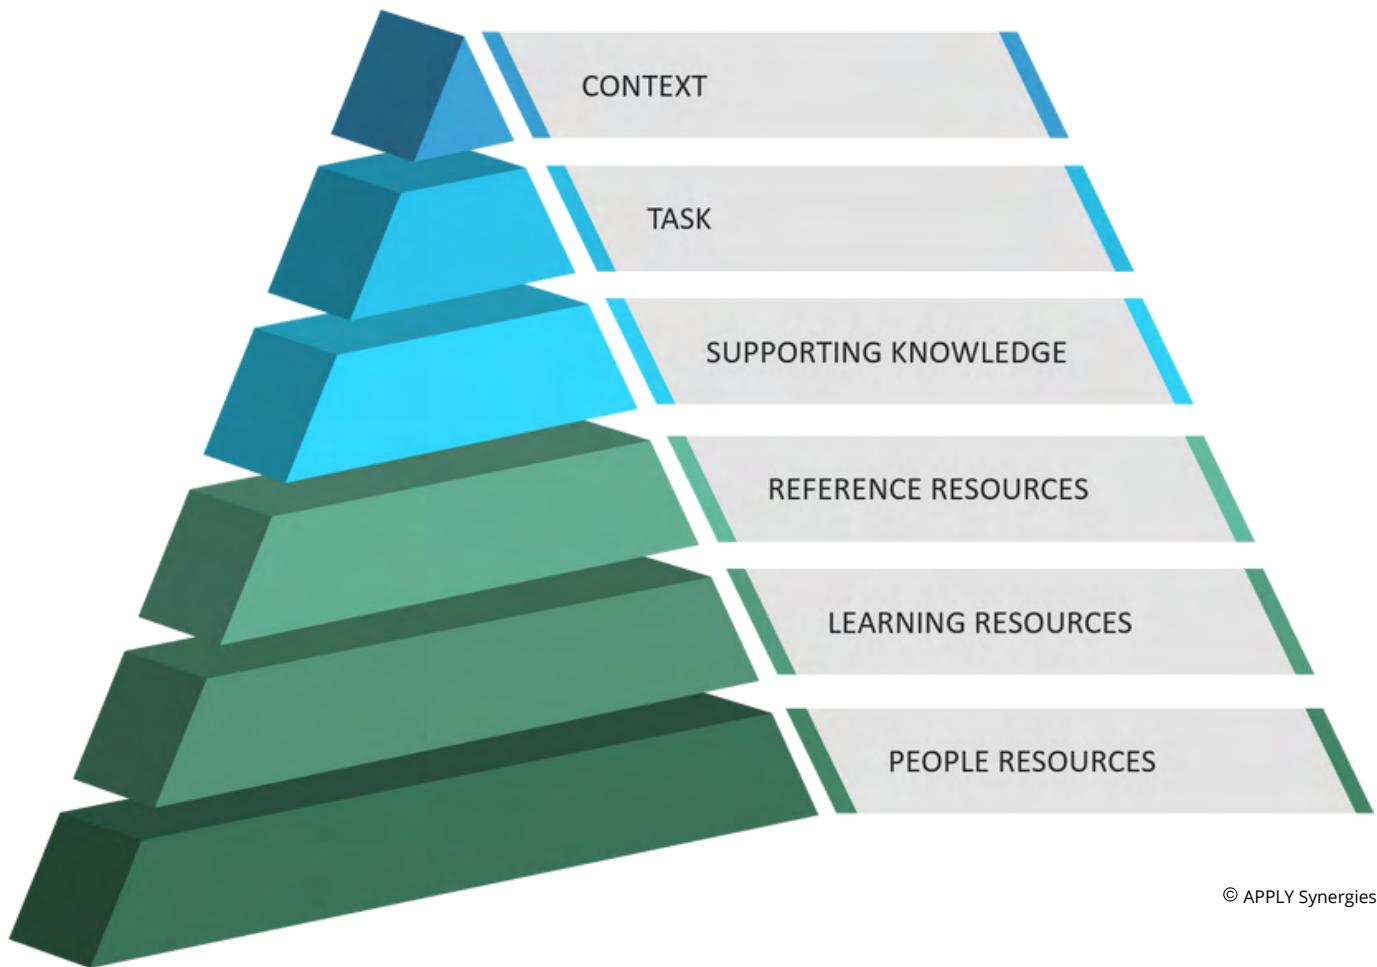 CONTEXT
TASK
SUPPORTING KNOWLEDGE
REFERENCE RESOURCES
LEARNING RESOURCES
PEOPLE RESOURCES
© APPLY Synergies